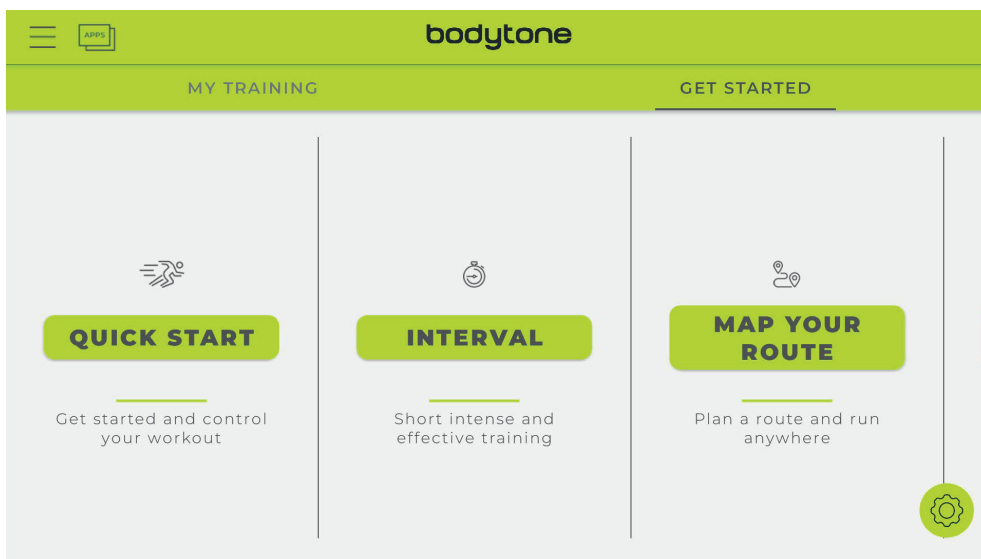 APPS
bodytone
MY TRAINING
GET STARTED
QUICK START
Get started and control
your workout
INTERVAL
Short intense and
effective training
MAP YOUR
ROUTE
Plan a route and run
anywhere